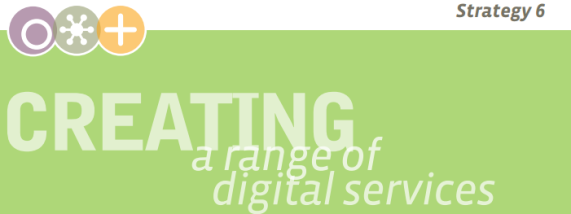 Strategy 6
CREATING
a range of
digital services